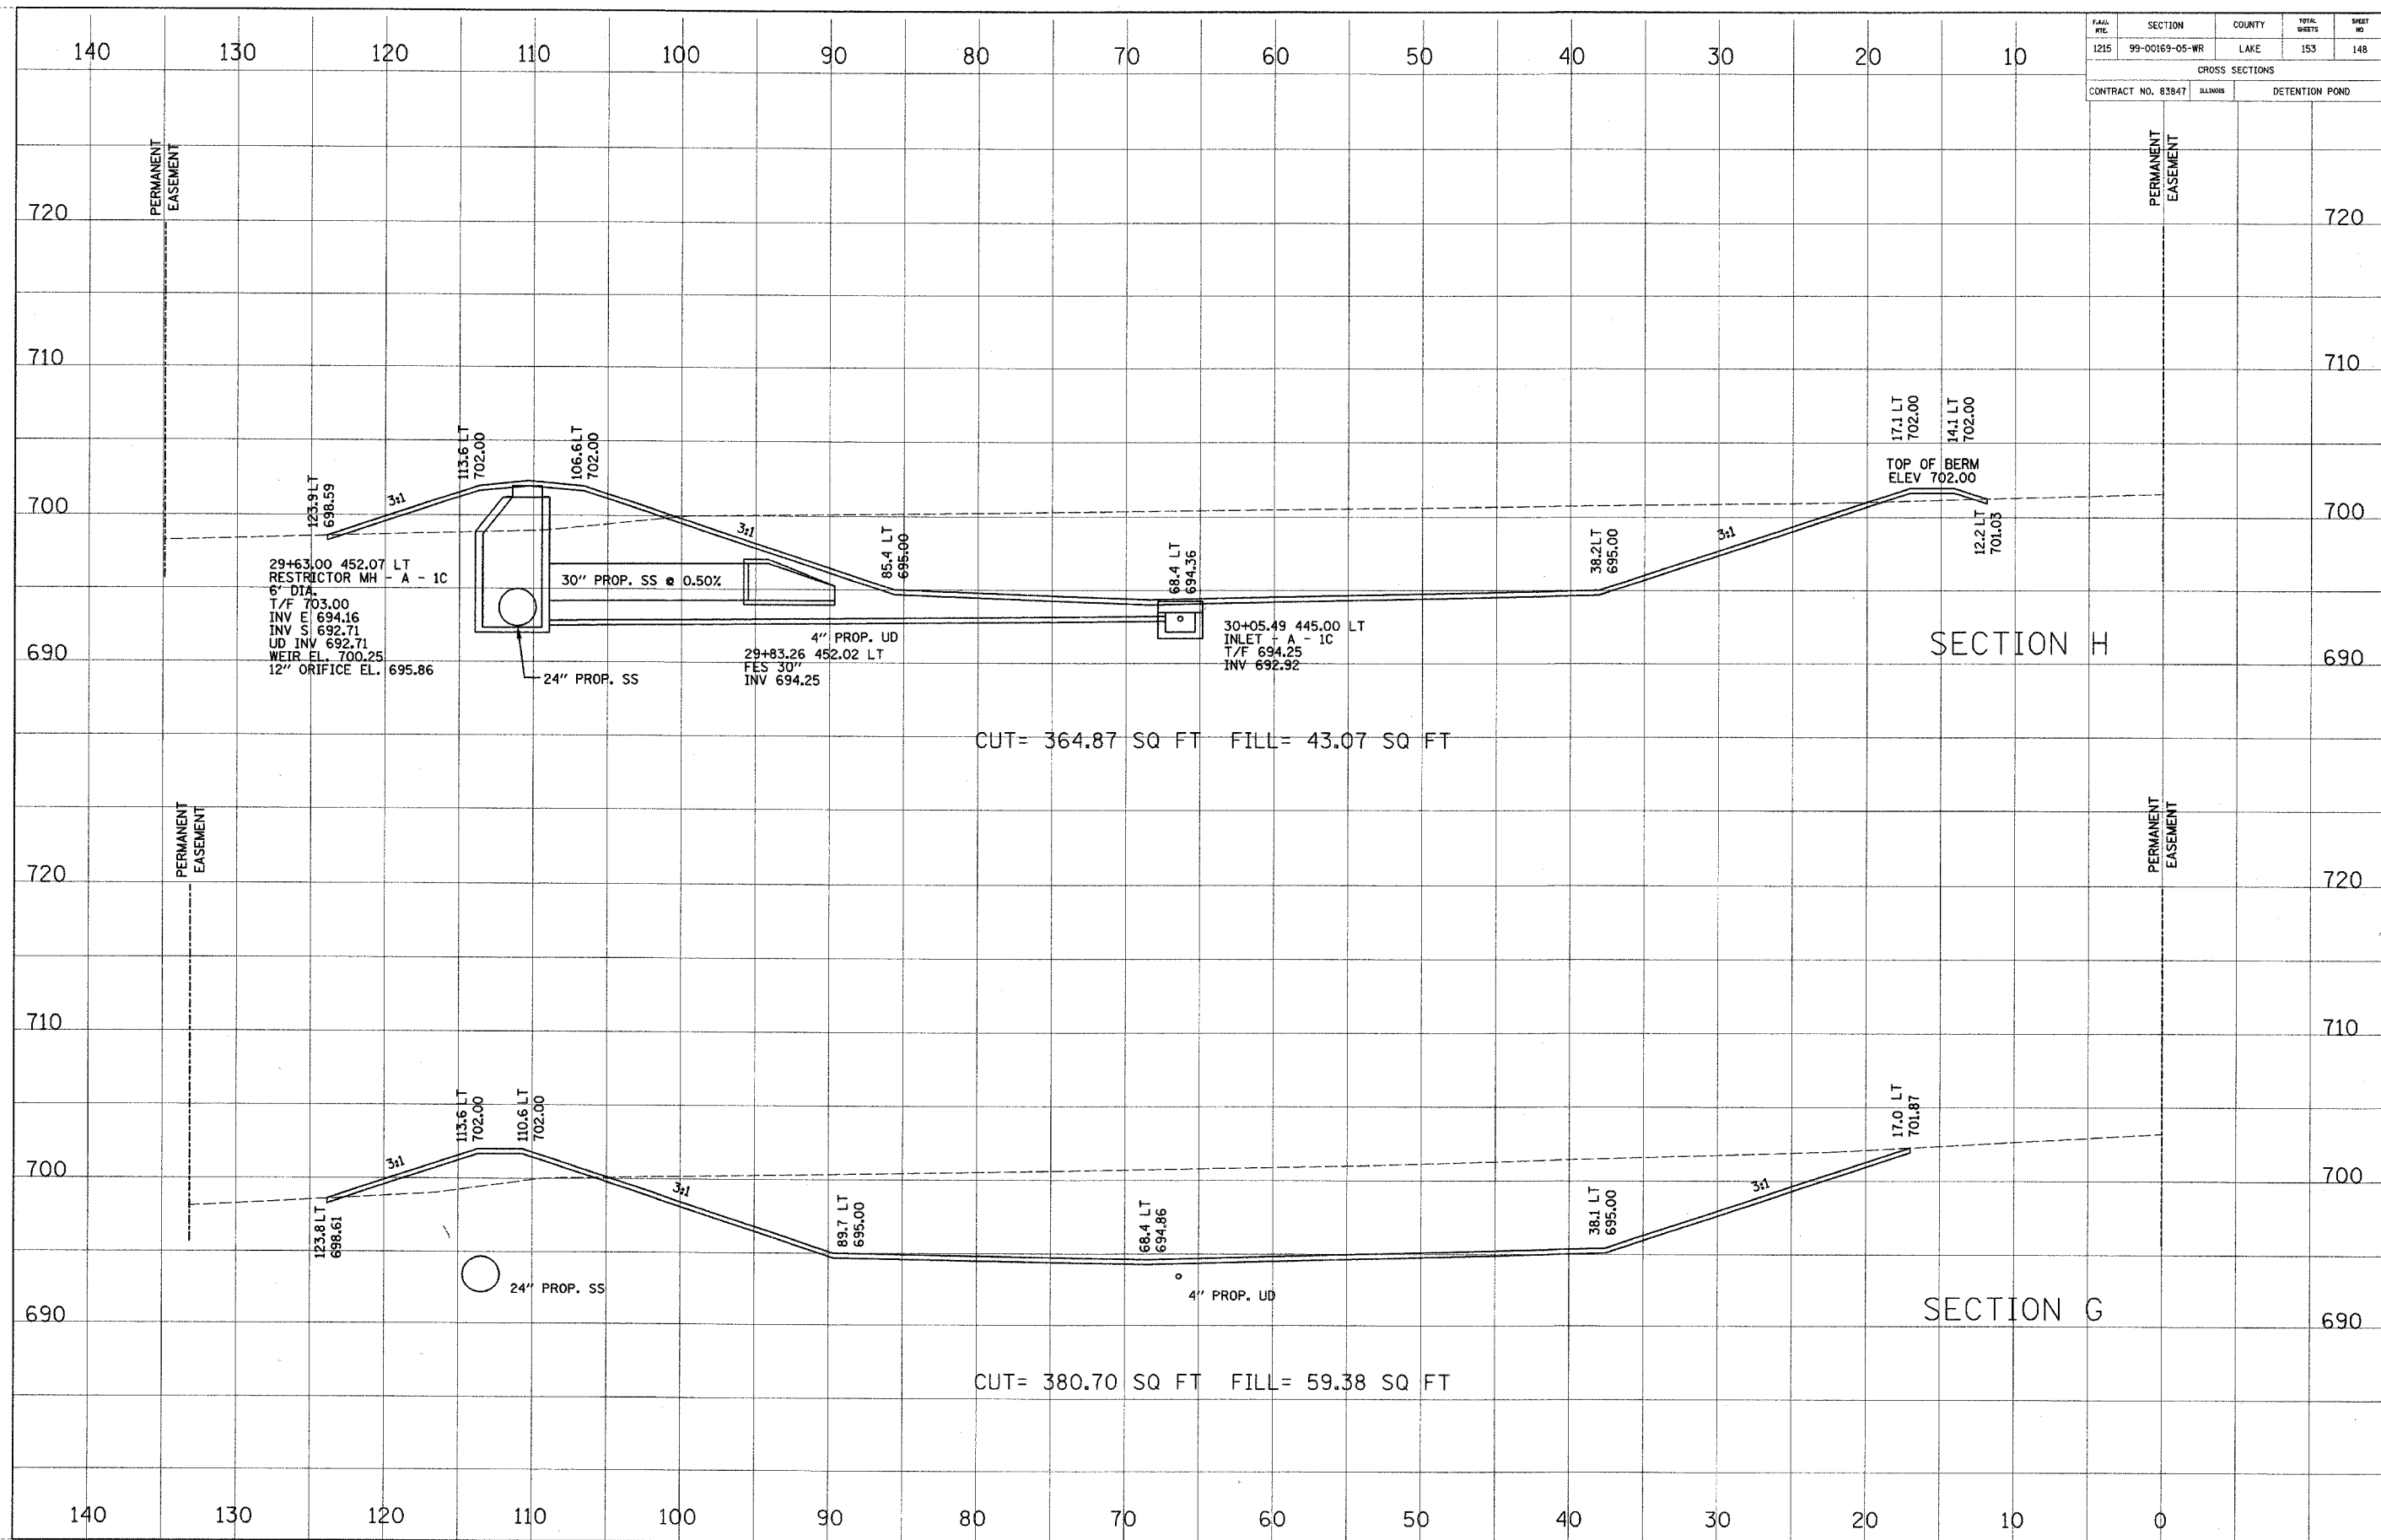 F.A.U. RTE. SECTION COUNTY TOTAL SHEETS SHEET NO
1215 99-00169-05-WR LAKE 153 148
CROSS SECTIONS
CONTRACT NO. 83847 ILLINOIS DETENTION POND
140 130 120 110 100 90 80 70 60 50 40 30 20 10
PERMANENT
EASEMENT
PERMANENT
EASEMENT
720 720
710 710
700 700
690 690
123.9 LT
698.59
3:1
113.6 LT
702.00
106.6 LT
702.00
3:1
85.4 LT
695.00
68.4 LT
694.36
38.2 LT
695.00
3:1
17.1 LT
702.00
14.1 LT
702.00
TOP OF BERM
ELEV 702.00
12.2 LT
701.03
29+63.00 452.07 LT
RESTRICTOR MH - A - 1C
6' DIA.
T/F 703.00
INV E 694.16
INV S 692.71
UD INV 692.71
WEIR EL. 700.25
12" ORIFICE EL. 695.86
30" PROP. SS @ 0.50%
24" PROP. SS
4" PROP. UD
29+83.26 452.02 LT
FES 30"
INV 694.25
30+05.49 445.00 LT
INLET - A - 1C
T/F 694.25
INV 692.92
SECTION H
CUT= 364.87 SQ FT FILL= 43.07 SQ FT
PERMANENT
EASEMENT
PERMANENT
EASEMENT
720 720
710 710
700 700
690 690
123.8 LT
698.61
3:1
113.6 LT
702.00
110.6 LT
702.00
3:1
89.7 LT
695.00
68.4 LT
694.86
38.1 LT
695.00
3:1
17.0 LT
701.87
24" PROP. SS
4" PROP. UD
SECTION G
CUT= 380.70 SQ FT FILL= 59.38 SQ FT
140 130 120 110 100 90 80 70 60 50 40 30 20 10 0